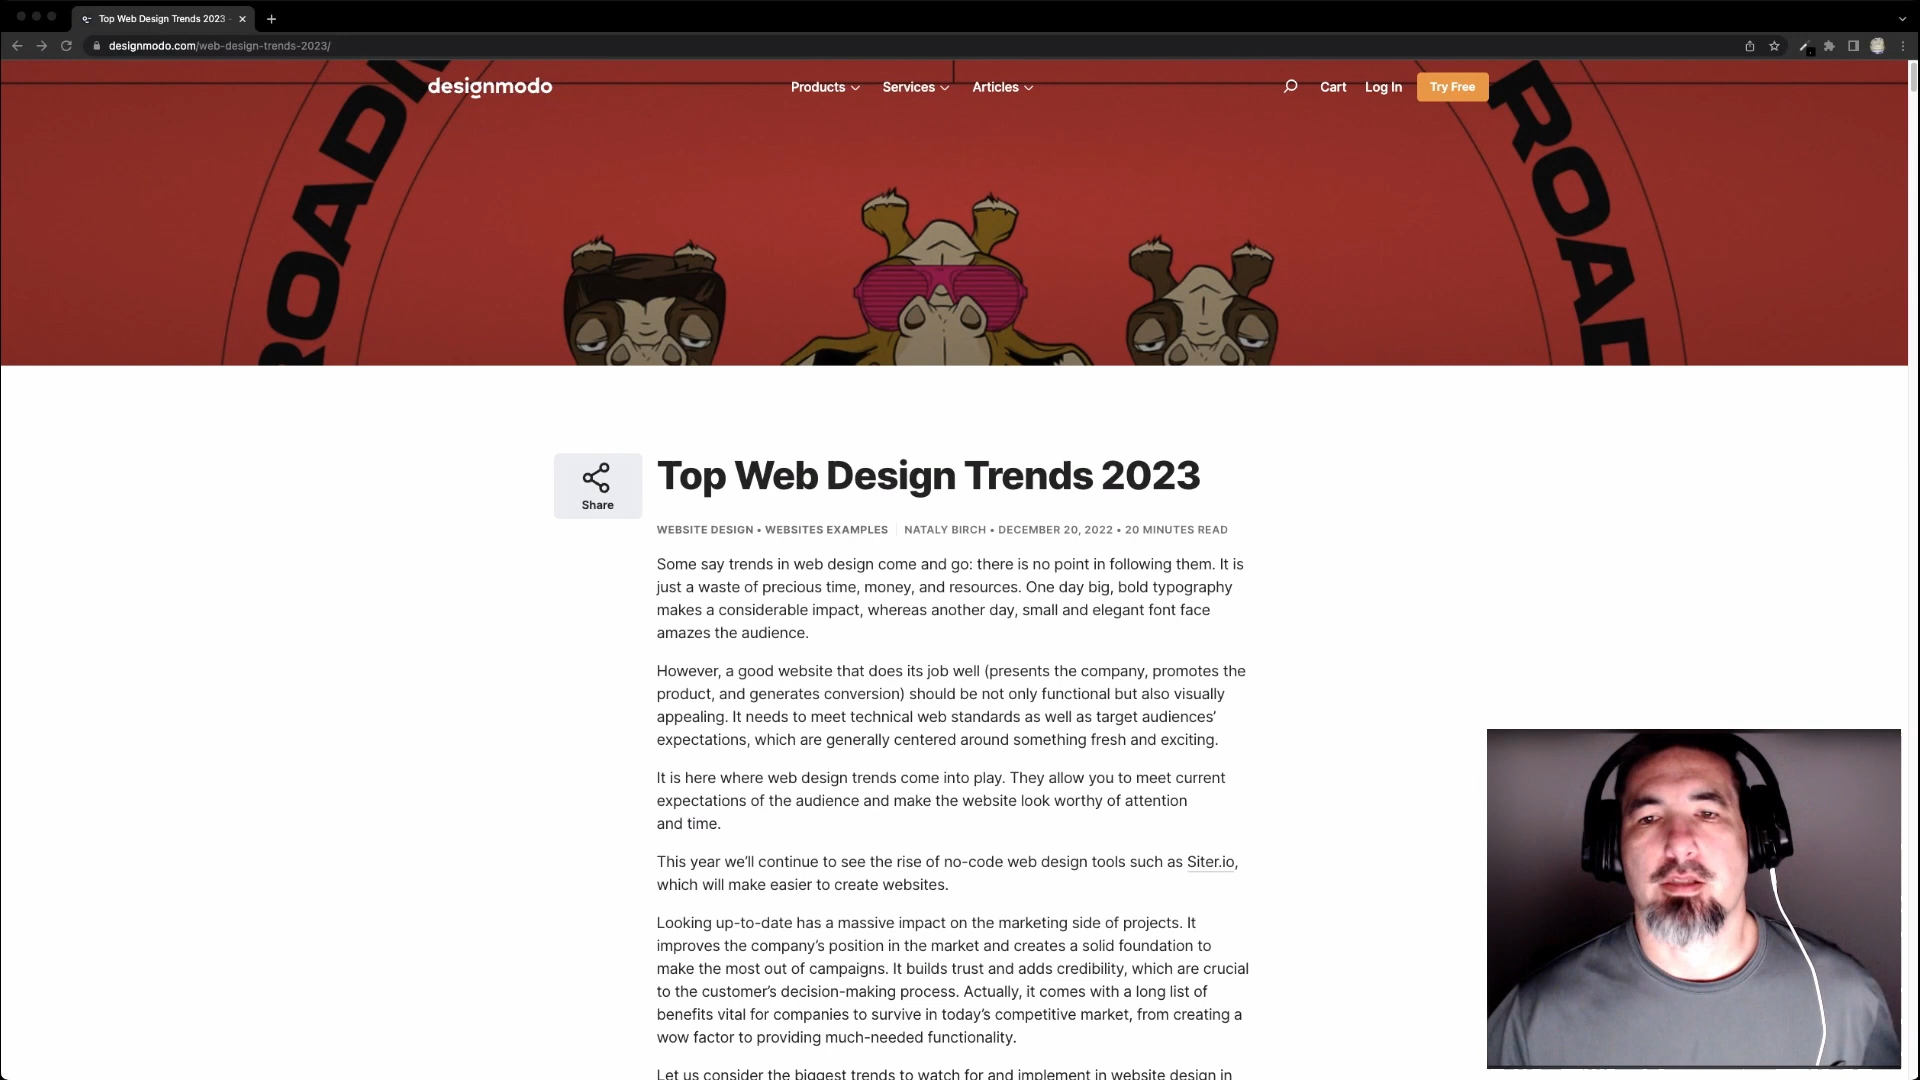 Top Web Design Trends 2023
designmodo.com/web-design-trends-2023/
designmodo
Products
Services
Articles
Cart
Log In
Try Free
ROADI
ROAD
Share
Top Web Design Trends 2023
WEBSITE DESIGN • WEBSITES EXAMPLES
NATALY BIRCH • DECEMBER 20, 2022 • 20 MINUTES READ
Some say trends in web design come and go: there is no point in following them. It is
just a waste of precious time, money, and resources. One day big, bold typography
makes a considerable impact, whereas another day, small and elegant font face
amazes the audience.
However, a good website that does its job well (presents the company, promotes the
product, and generates conversion) should be not only functional but also visually
appealing. It needs to meet technical web standards as well as target audiences’
expectations, which are generally centered around something fresh and exciting.
It is here where web design trends come into play. They allow you to meet current
expectations of the audience and make the website look worthy of attention
and time.
This year we’ll continue to see the rise of no-code web design tools such as Siter.io,
which will make easier to create websites.
Looking up-to-date has a massive impact on the marketing side of projects. It
improves the company’s position in the market and creates a solid foundation to
make the most out of campaigns. It builds trust and adds credibility, which are crucial
to the customer’s decision-making process. Actually, it comes with a long list of
benefits vital for companies to survive in today’s competitive market, from creating a
wow factor to providing much-needed functionality.
Let us consider the biggest trends to watch for and implement in website design in